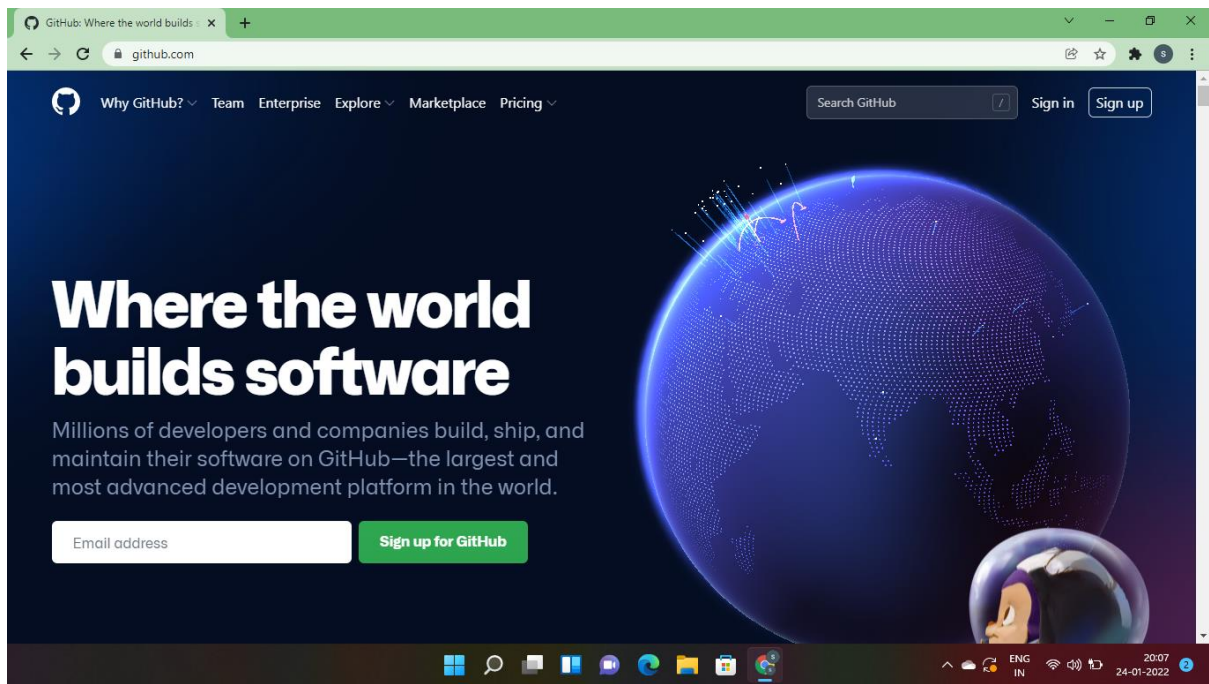 GitHub: Where the world builds s
github.com
S
Why GitHub? Team Enterprise Explore Marketplace Pricing
Search GitHub / Sign in Sign up
Where the world
builds software
Millions of developers and companies build, ship, and
maintain their software on GitHub—the largest and
most advanced development platform in the world.
Email address Sign up for GitHub
ENG
IN
20:07
24-01-2022
2